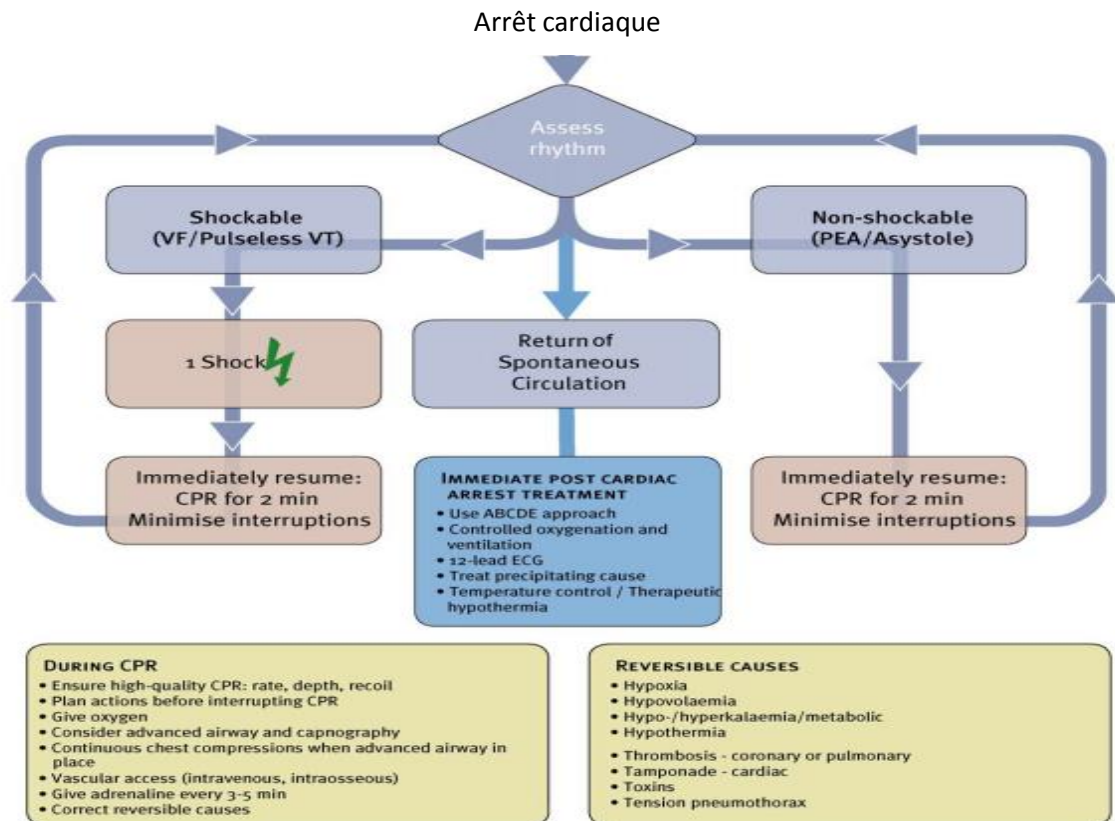 Arrêt cardiaque
Assess
rhythm
Shockable
(VF/Pulseless VT)
Non-shockable
(PEA/Asystole)
1 Shock
Return of
Spontaneous
Circulation
Immediately resume:
CPR for 2 min
Minimise interruptions
IMMEDIATE POST CARDIAC
ARREST TREATMENT
• Use ABCDE approach
• Controlled oxygenation and
ventilation
• 12-lead ECG
• Treat precipitating cause
• Temperature control / Therapeutic
hypothermia
Immediately resume:
CPR for 2 min
Minimise interruptions
DURING CPR
• Ensure high-quality CPR: rate, depth, recoil
• Plan actions before interrupting CPR
• Give oxygen
• Consider advanced airway and capnography
• Continuous chest compressions when advanced airway in
place
• Vascular access (intravenous, intraosseous)
• Give adrenaline every 3-5 min
• Correct reversible causes
REVERSIBLE CAUSES
• Hypoxia
• Hypovolaemia
• Hypo-/hyperkalaemia/metabolic
• Hypothermia
• Thrombosis - coronary or pulmonary
• Tamponade - cardiac
• Toxins
• Tension pneumothorax